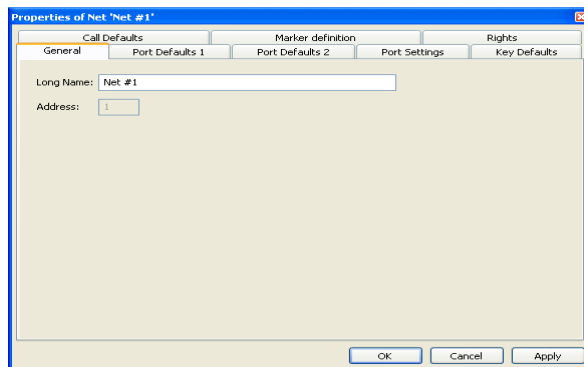 Properties of Net 'Net #1'
Call Defaults Marker definition Rights
General Port Defaults 1 Port Defaults 2 Port Settings Key Defaults
Long Name: Net #1
Address: 1
OK Cancel Apply